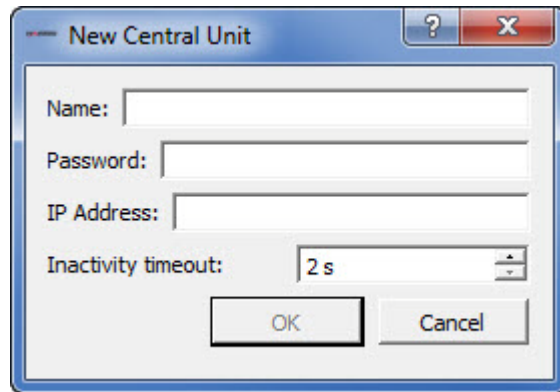 New Central Unit
?
Name:
Password:
IP Address:
Inactivity timeout: 2 s
OK Cancel